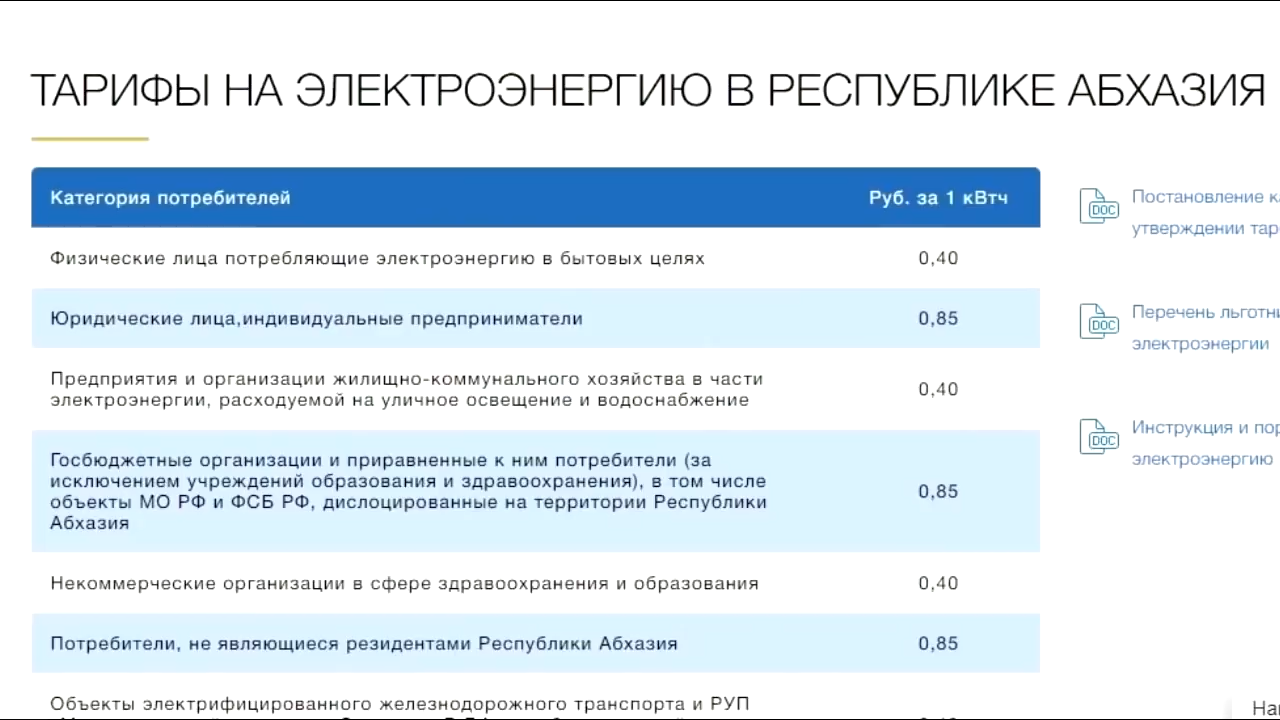 ТАРИФЫ НА ЭЛЕКТРОЭНЕРГИЮ В РЕСПУБЛИКЕ АБХАЗИЯ
Категория потребителей Руб. за 1 кВтч
Физические лица потребляющие электроэнергию в бытовых целях 0,40
Юридические лица,индивидуальные предприниматели 0,85
Предприятия и организации жилищно-коммунального хозяйства в части
электроэнергии, расходуемой на уличное освещение и водоснабжение
0,40
Госбюджетные организации и приравненные к ним потребители (за
исключением учреждений образования и здравоохранения), в том числе
объекты МО РФ и ФСБ РФ, дислоцированные на территории Республики
Абхазия
0,85
Некоммерческие организации в сфере здравоохранения и образования 0,40
Потребители, не являющиеся резидентами Республики Абхазия 0,85
Объекты электрифицированного железнодорожного транспорта и РУП
DOC
Постановление
утверждении
DOC
Перечень
электроэнергии
DOC
Инструкция и
электроэнергию